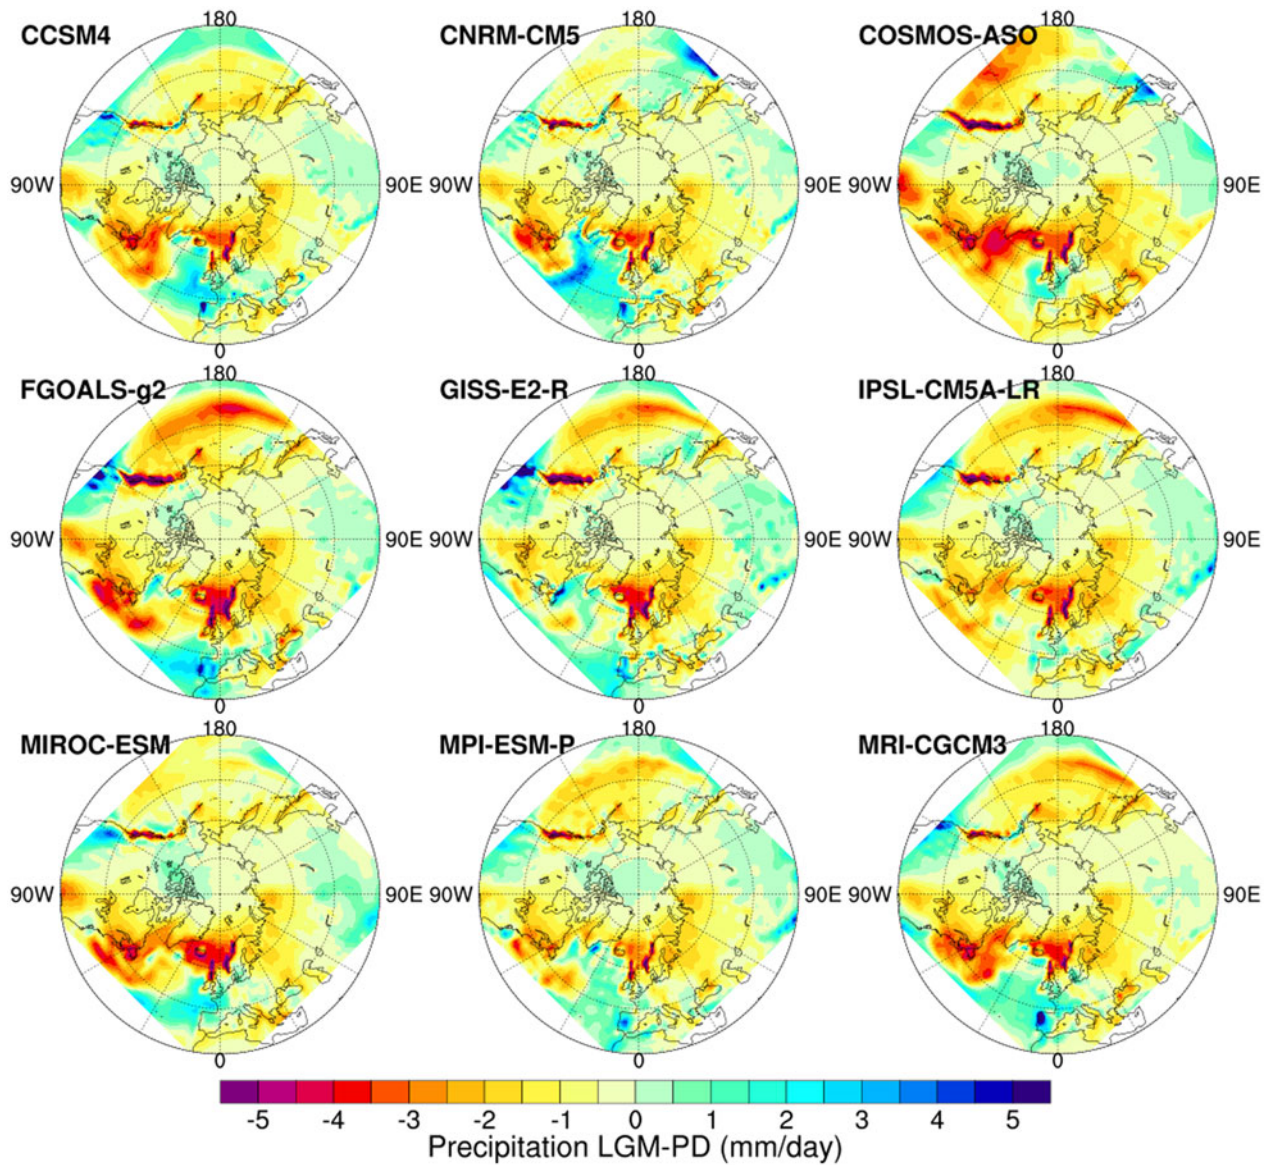 180 180 180
CCSM4 CNRM-CM5 COSMOS-ASO
90W 90E 90W 90E 90W 90E
0 0 0
180 180 180
FGOALS-g2 GISS-E2-R IPSL-CM5A-LR
90W 90E 90W 90E 90W 90E
0 0 0
180 180 180
MIROC-ESM MPI-ESM-P MRI-CGCM3
90W 90E 90W 90E 90W 90E
0 0 0
-5 -4 -3 -2 -1 0 1 2 3 4 5
Precipitation LGM-PD (mm/day)